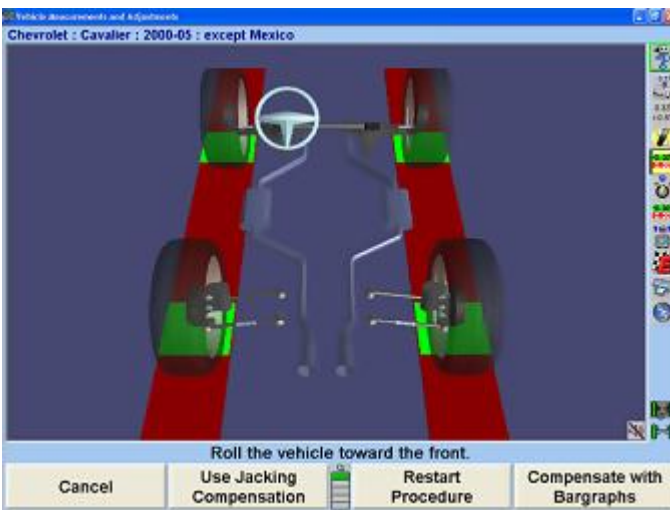 Vehicle Measurements and Adjustments
Chevrolet : Cavalier : 2000-05 : except Mexico
Roll the vehicle toward the front.
Cancel
Use Jacking
Compensation
Restart
Procedure
Compensate with
Bargraphs